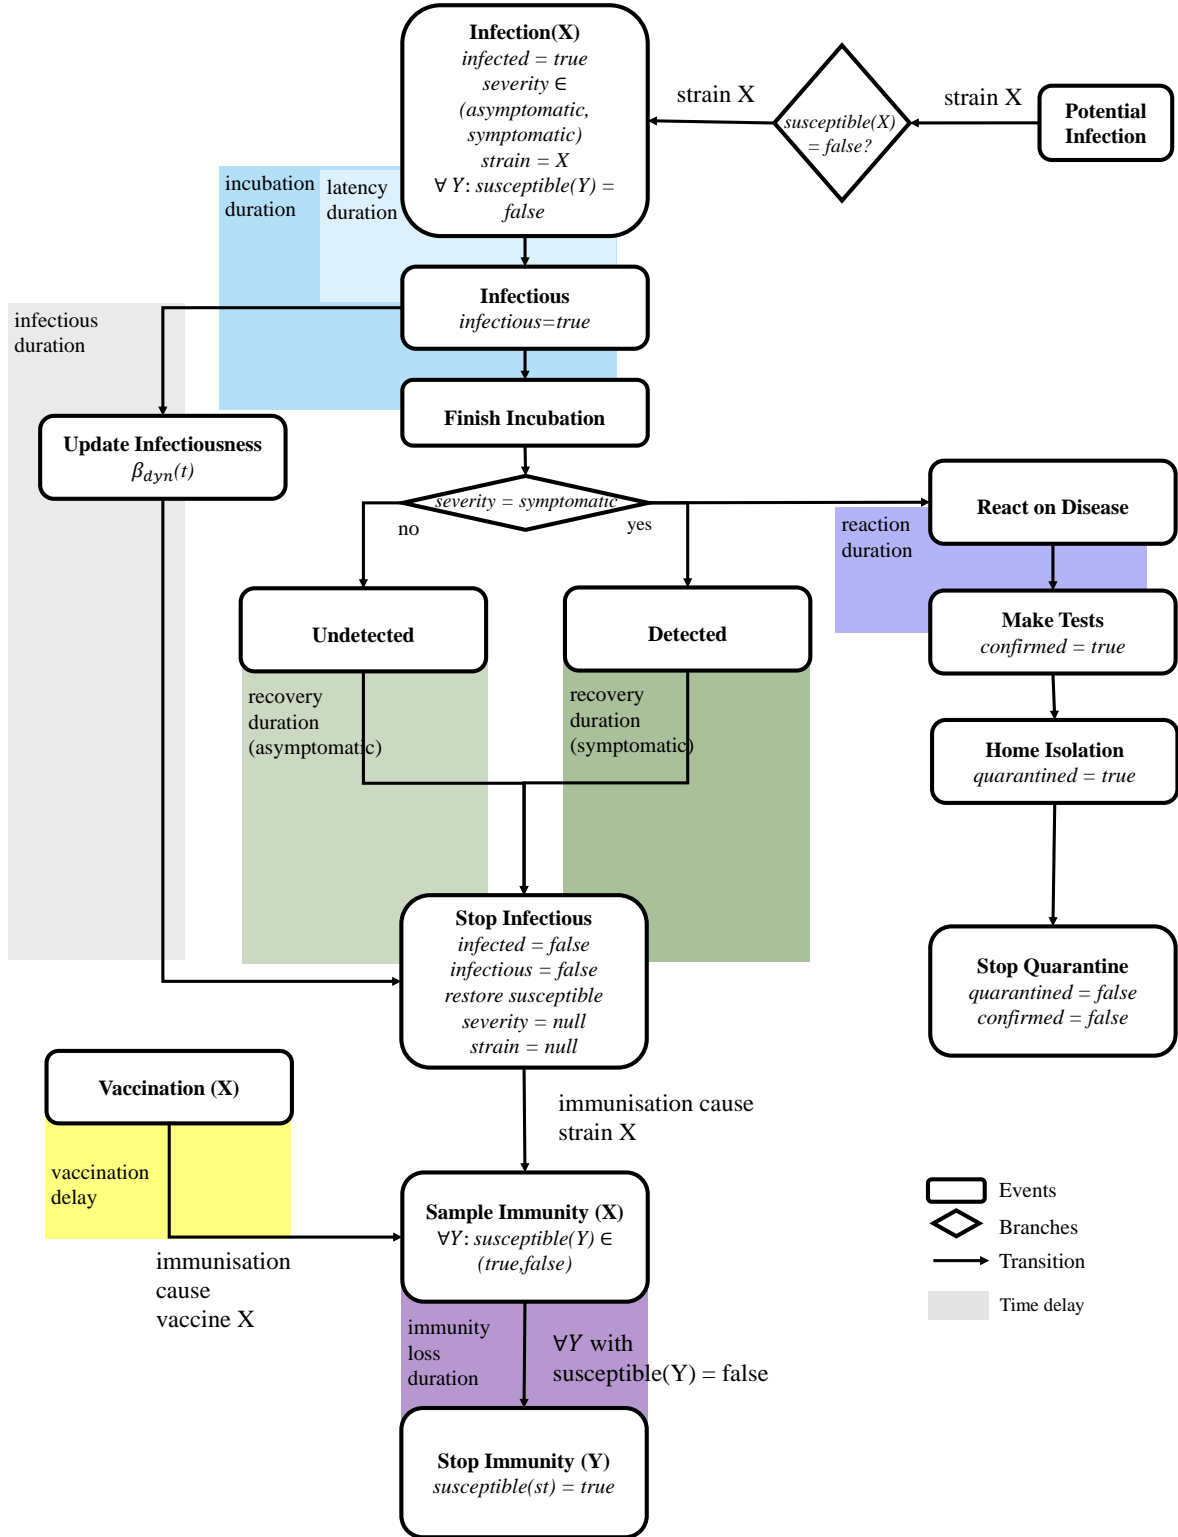 Infection(X)
infected = true
severity ∈
(asymptomatic,
symptomatic)
strain = X
∀ Y: susceptible(Y) =
false
strain X
susceptible(X)
= false?
strain X
Potential
Infection
incubation
duration
latency
duration
Infectious
infectious=true
infectious
duration
Finish Incubation
Update Infectiousness
β_dyn(t)
severity = symptomatic
no
yes
React on Disease
reaction
duration
Undetected
Detected
Make Tests
confirmed = true
recovery
duration
(asymptomatic)
recovery
duration
(symptomatic)
Home Isolation
quarantined = true
Stop Infectious
infected = false
infectious = false
restore susceptible
severity = null
strain = null
Stop Quarantine
quarantined = false
confirmed = false
Vaccination (X)
immunisation cause
strain X
vaccination
delay
Sample Immunity (X)
∀Y: susceptible(Y) ∈
(true,false)
immunisation
cause
vaccine X
Events
Branches
Transition
Time delay
immunity
loss
duration
∀Y with
susceptible(Y) = false
Stop Immunity (Y)
susceptible(st) = true